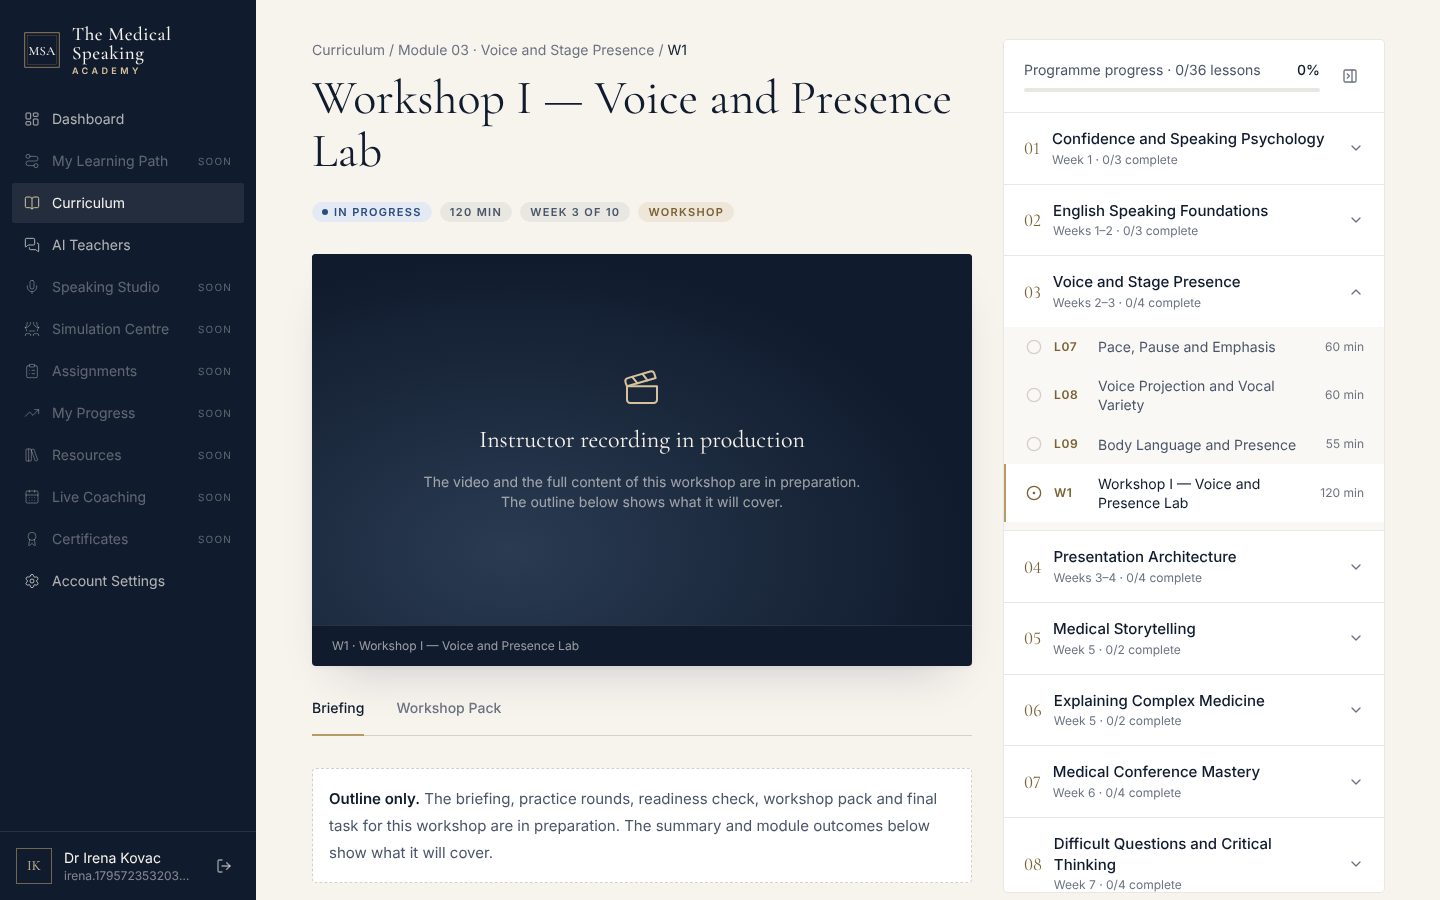 MSA
The Medical
Speaking
ACADEMY
Dashboard
My Learning Path SOON
Curriculum
AI Teachers
Speaking Studio SOON
Simulation Centre SOON
Assignments SOON
My Progress SOON
Resources SOON
Live Coaching SOON
Certificates SOON
Account Settings
IK
Dr Irena Kovac
irena.179572353203...
Curriculum / Module 03 · Voice and Stage Presence / W1
Workshop I — Voice and Presence
Lab
IN PROGRESS 120 MIN WEEK 3 OF 10 WORKSHOP
Instructor recording in production
The video and the full content of this workshop are in preparation.
The outline below shows what it will cover.
W1 · Workshop I — Voice and Presence Lab
Briefing Workshop Pack
Outline only. The briefing, practice rounds, readiness check, workshop pack and final
task for this workshop are in preparation. The summary and module outcomes below
show what it will cover.
Programme progress · 0/36 lessons 0%
01 Confidence and Speaking Psychology
Week 1 · 0/3 complete
02 English Speaking Foundations
Weeks 1–2 · 0/3 complete
03 Voice and Stage Presence
Weeks 2–3 · 0/4 complete
L07 Pace, Pause and Emphasis 60 min
L08 Voice Projection and Vocal
Variety 60 min
L09 Body Language and Presence 55 min
W1 Workshop I — Voice and
Presence Lab 120 min
04 Presentation Architecture
Weeks 3–4 · 0/4 complete
05 Medical Storytelling
Week 5 · 0/2 complete
06 Explaining Complex Medicine
Week 5 · 0/2 complete
07 Medical Conference Mastery
Week 6 · 0/4 complete
08 Difficult Questions and Critical
Thinking
Week 7 · 0/4 complete